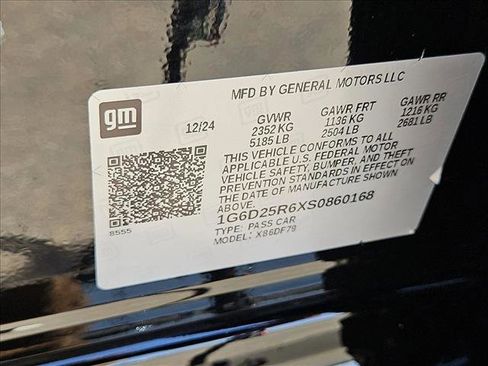 MFD BY GENERAL MOTORS LLC
gm
12/24
GVWR GAWR FRT GAWR RR
2352 KG 1136 KG 1216 KG
5185 LB 2504 LB 2681 LB
THIS VEHICLE CONFORMS TO ALL
APPLICABLE U.S. FEDERAL MOTOR
VEHICLE SAFETY, BUMPER, AND THEFT
PREVENTION STANDARDS IN EFFECT ON
THE DATE OF MANUFACTURE SHOWN
ABOVE.
1G6D25R6XS0860168
TYPE: PASS CAR
MODEL: X86DF79
8555